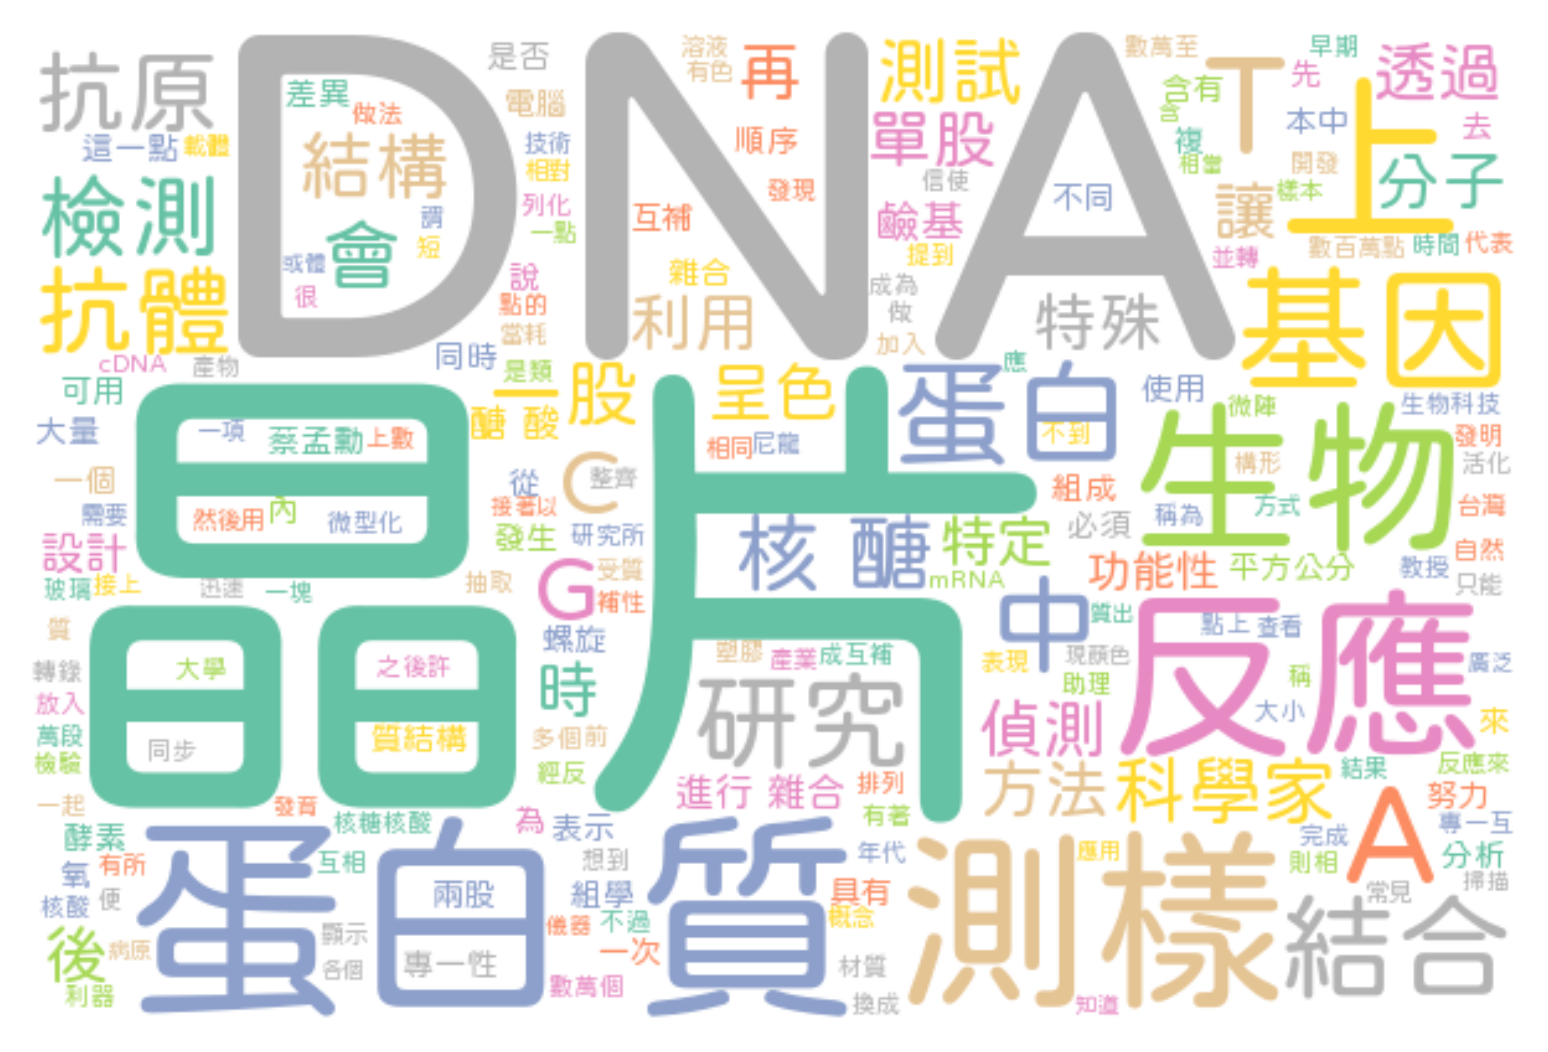 抗原
DNA
是否
溶液
有色
再
測試
數萬至
早期
T
先
透過
差異
做法
電腦
含有
含
上
本中
去
這一點
載體
結構
技術
相對
順序
單股
複
相當
開發
分子
檢測
謂
短
會
列化
一點
互補
發現
信使
鹼基
不同
讓
樣本
或體
很
說
點的
當耗
雜合
提到
並轉
數百萬點
時間
代表
抗體
利用
成為
做
加入
特殊
基因
cDNA
產物
同時
是類
應
可用
一股
呈色
蛋白
使用
微陣
生物科技
大量
一項
蔡孟勳
上數
醣 酸
相同
尼龍
不到
生物
發明
構形
活化
一個
晶片
從
C
整齊
組成
方式
台灣
需要
然後用
內
微型化
接著以
發生
研究所
核 醣
特定
必須
稱為
設計
mRNA
功能性
平方公分
教授
自然
只能
玻璃
接上
迅速
一塊
抽取
G
受質
補性
中
質出
反應
質
螺旋
點上
查看
轉錄
大學
之後許
時
塑膠
產業
成互補
表現
現顏色
助理
稱
廣泛
放入
研究
偵測
大小
來
萬段
檢驗
同步
質結構
多個前
經反
方法
科學家
結果
反應來
一起
發育
進行 雜合
排列
有著
A
努力
酵素
核糖核酸
為
表示
完成
專一互
氧
有所
互相
蛋白質
想到
年代
測樣
應用
則相
分析
掃描
核酸
便
兩股
組學
具有
概念
常見
結合
後
病原
顯示
各個
專一性
儀器
不過
一次
材質
利器
數萬個
換成
知道